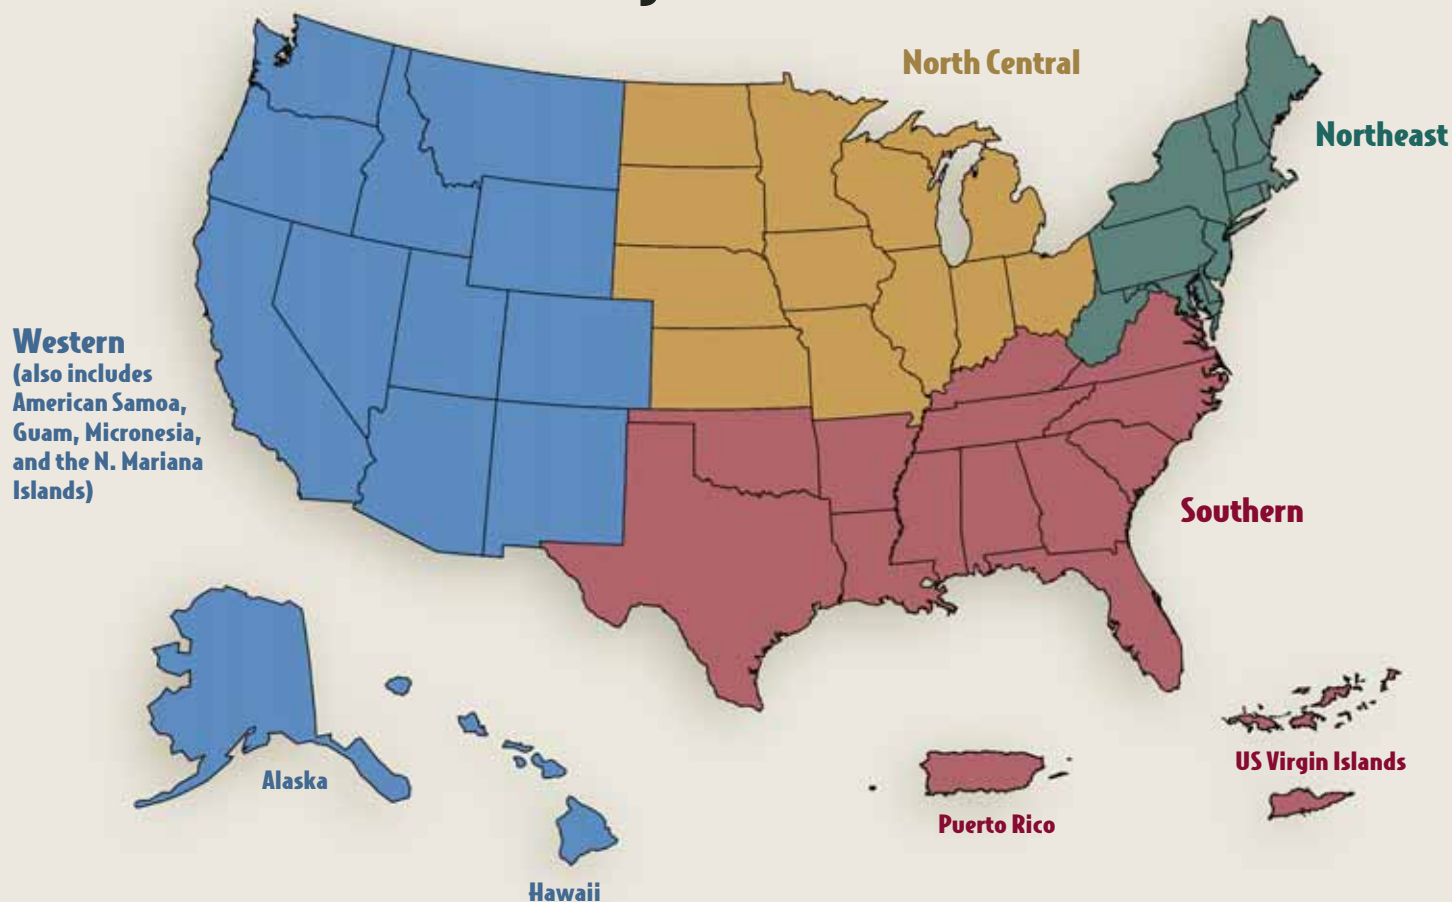 North Central
Northeast
Western
(also includes
American Samoa,
Guam, Micronesia,
and the N. Mariana
Islands)
Southern
Alaska
Hawaii
Puerto Rico
US Virgin Islands